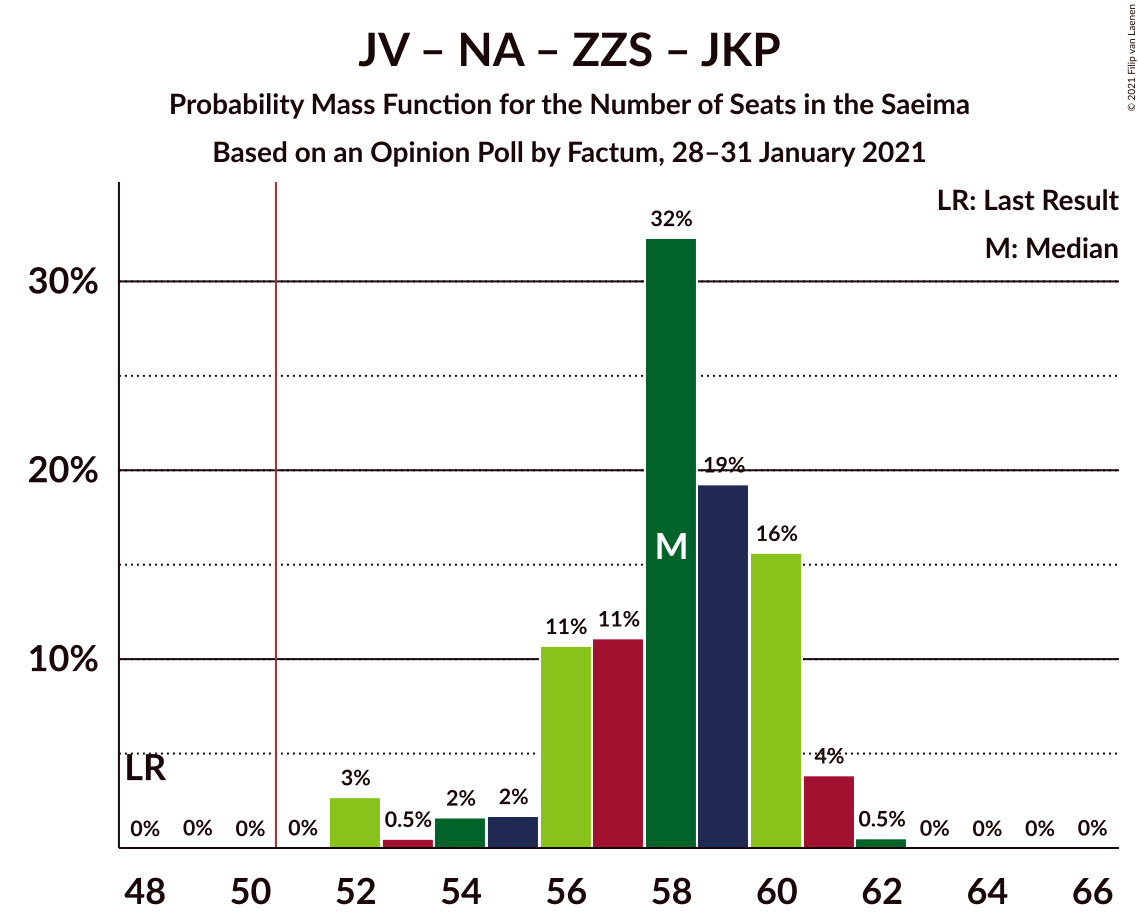 JV – NA – ZZS – JKP
Probability Mass Function for the Number of Seats in the Saeima
Based on an Opinion Poll by Factum, 28–31 January 2021
© 2021 Filip van Laenen
LR: Last Result
M: Median
30%
20%
10%
LR
M
0%
0%
0%
0%
3%
0.5%
2%
2%
11%
11%
32%
19%
16%
4%
0.5%
0%
0%
0%
0%
48 50 52 54 56 58 60 62 64 66